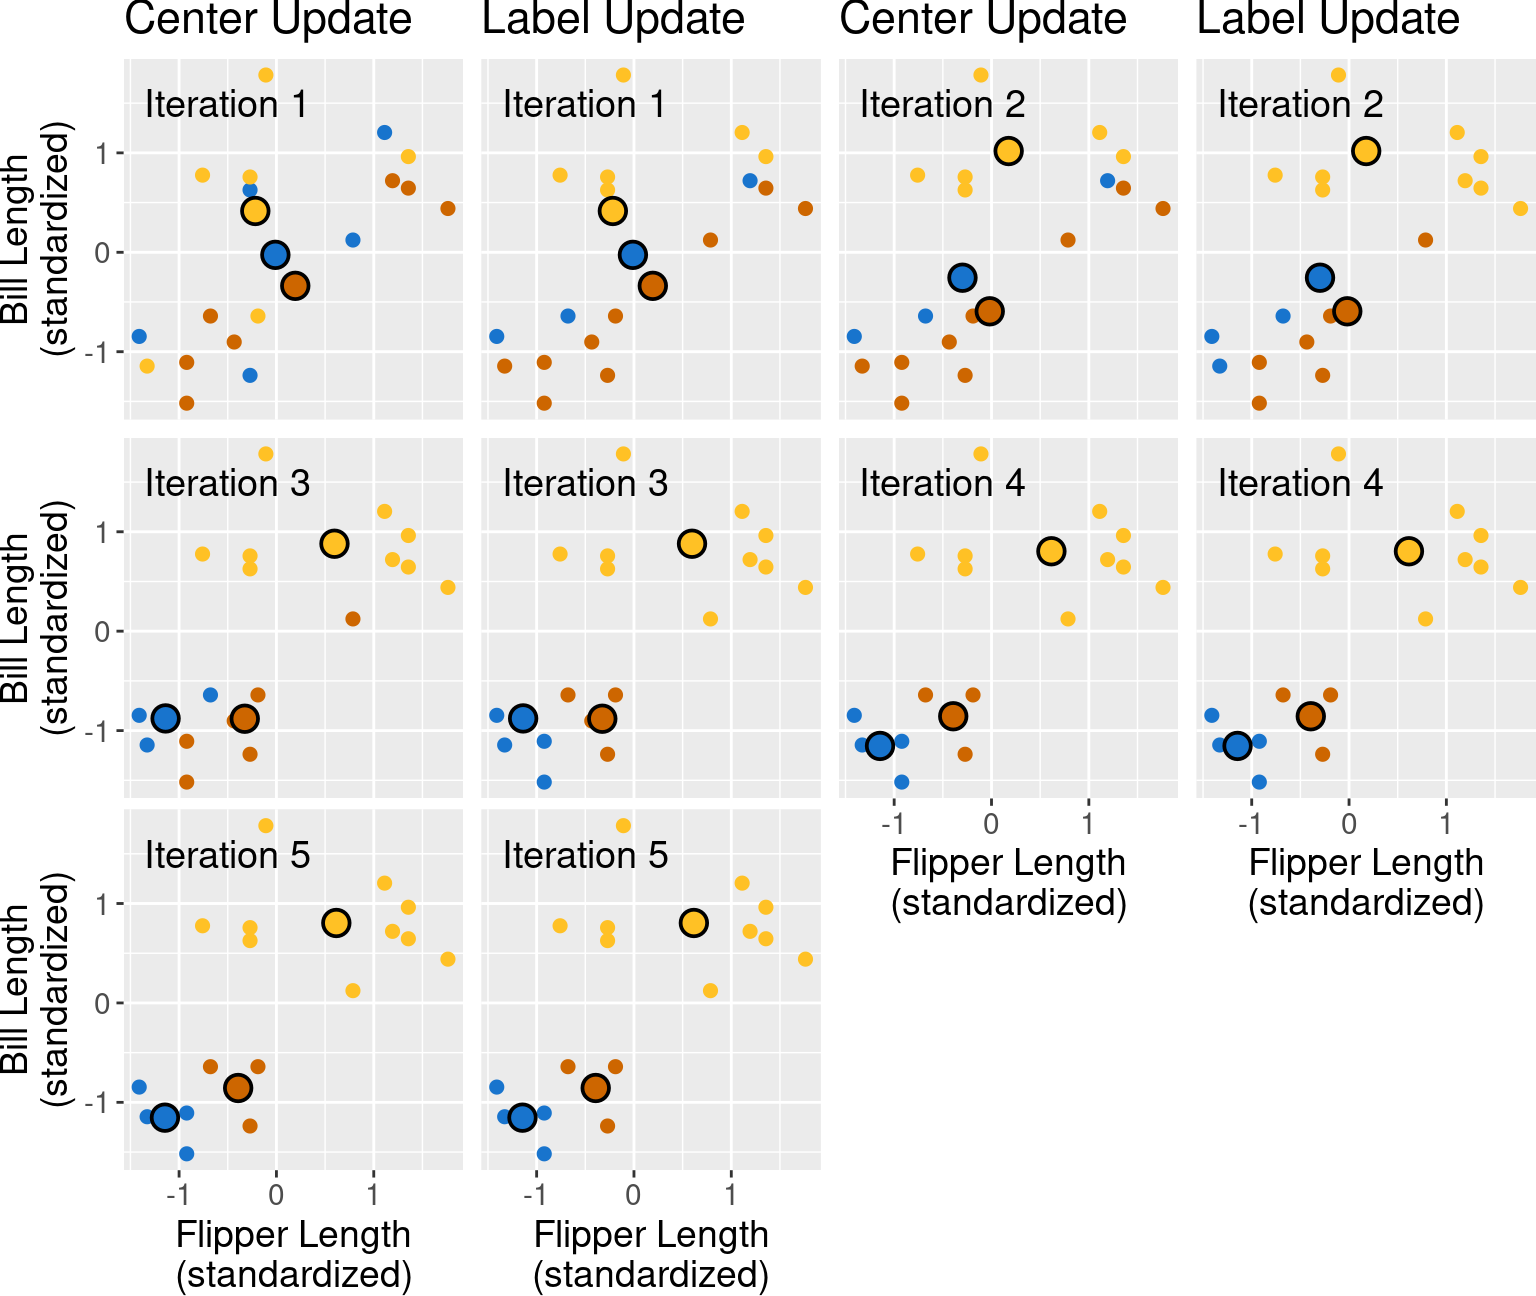 Center Update
Label Update
Center Update
Label Update
Bill Length
(standardized)
1
0
-1
Iteration 1
Iteration 1
Iteration 2
Iteration 2
Bill Length
(standardized)
1
0
-1
Iteration 3
Iteration 3
Iteration 4
Iteration 4
-1 0 1
Flipper Length
(standardized)
-1 0 1
Flipper Length
(standardized)
Bill Length
(standardized)
1
0
-1
Iteration 5
Iteration 5
-1 0 1
Flipper Length
(standardized)
-1 0 1
Flipper Length
(standardized)